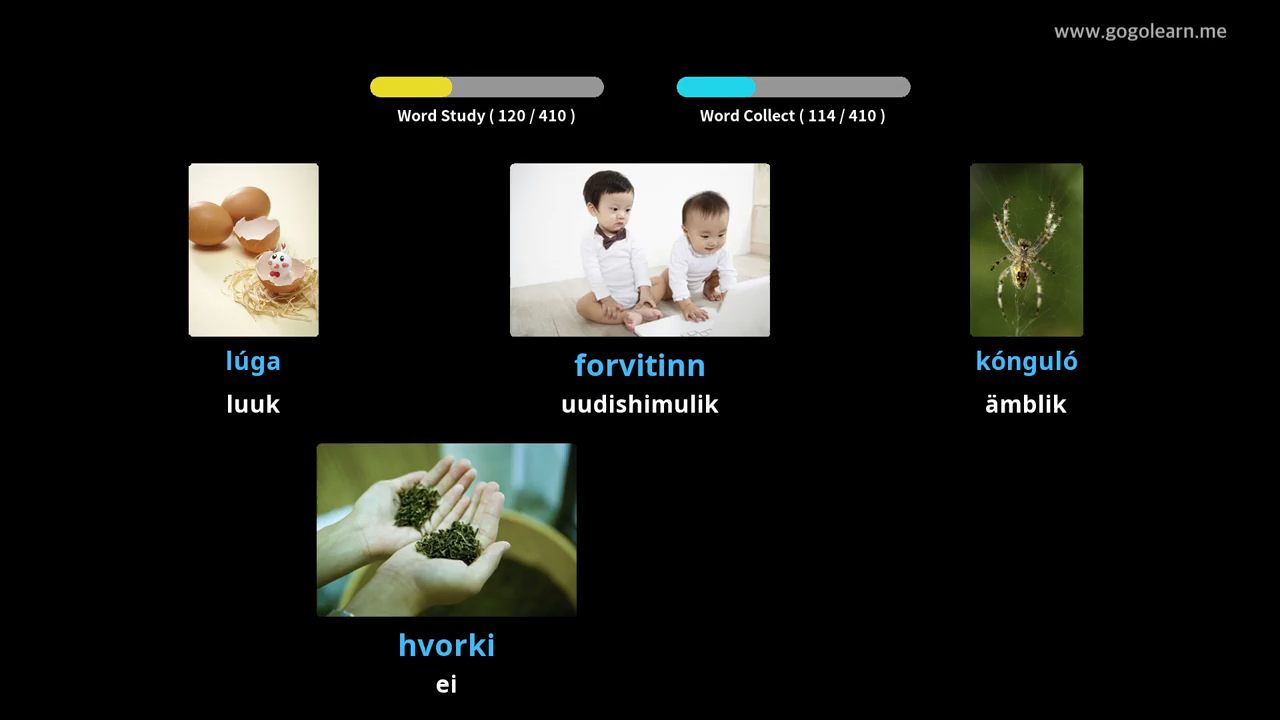 www.gogolearn.me
Word Study ( 120 / 410 )
Word Collect ( 114 / 410 )
lúga
luuk
forvitinn
uudishimulik
kónguló
ämblik
hvorki
ei